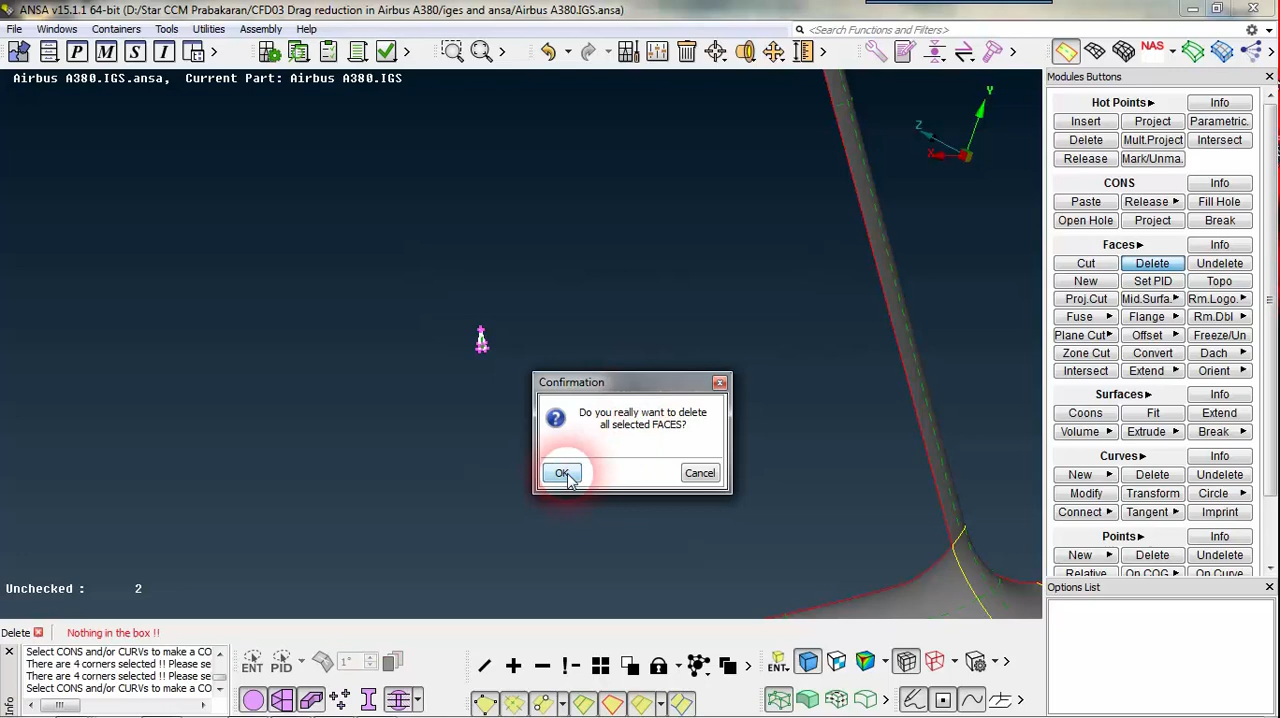 ANSA v15.1.1 64-bit (D:/Star CCM Prabakaran/CFD03 Drag reduction in Airbus A380/iges and ansa/Airbus A380.IGS.ansa)
File Windows Containers Tools Utilities Assembly Help
<Search Functions and Filters>
P M S I NAS
Airbus A380.IGS.ansa, Current Part: Airbus A380.IGS
Modules Buttons
Y
Z
X
Hot Points Info
Insert Project Parametric.
Delete Mult.Project Intersect
Release Mark/Unma.
CONS Info
Paste Release Fill Hole
Open Hole Project Break
Faces Info
Cut Delete Undelete
New Set PID Topo
Proj.Cut Mid.Surfa. Rm.Logo.
Fuse Flange Rm.Dbl
Plane Cut Offset Freeze/Un
Zone Cut Convert Dach
Intersect Extend Orient
Surfaces Info
Coons Fit Extend
Volume Extrude Break
Curves Info
New Delete Undelete
Modify Transform Circle
Connect Tangent Imprint
Points Info
New Delete Undelete
Relative On COG On Curve
Confirmation
Do you really want to delete
all selected FACES?
OK Cancel
Unchecked : 2
Options List
Delete Nothing in the box !!
Select CONS and/or CURVs to make a CO
There are 4 corners selected !! Please se
There are 4 corners selected !! Please se
Select CONS and/or CURVs to make a CO
Info
ENT PID 1° ENT